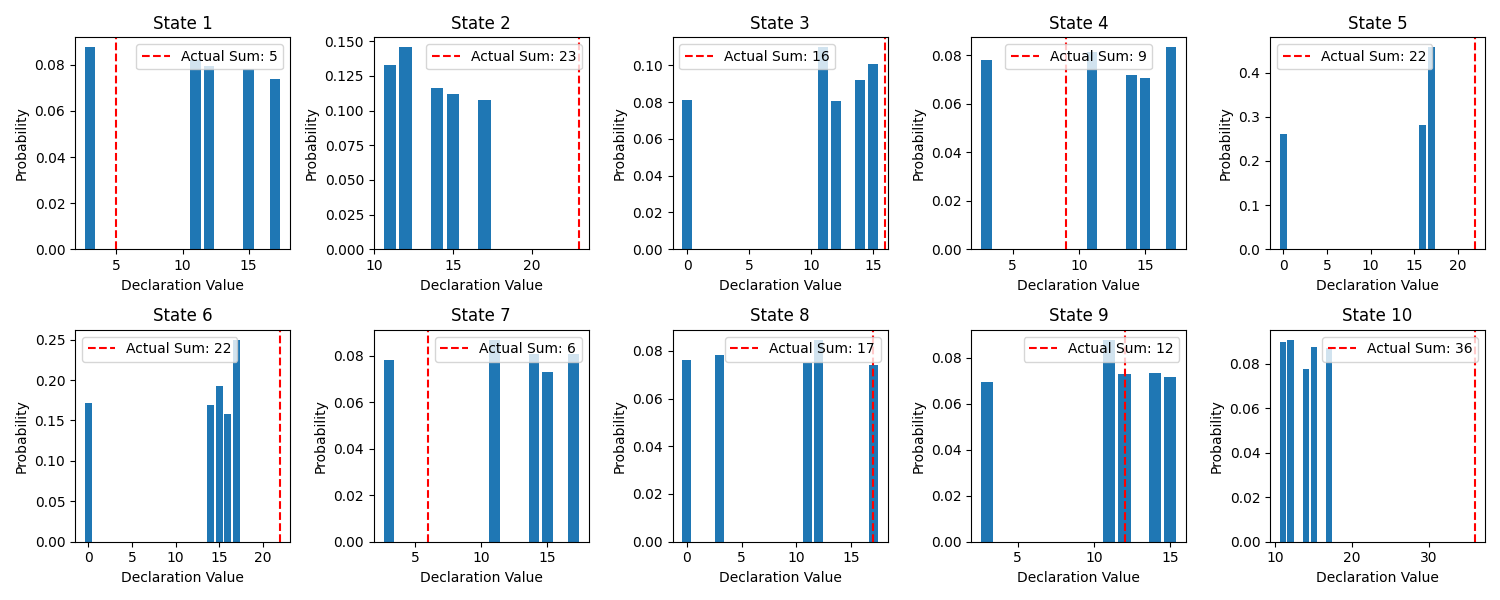 State 1
Probability
0.08
0.06
0.04
0.02
0.00
Actual Sum: 5
5
10
15
Declaration Value
State 2
Probability
0.150
0.125
0.100
0.075
0.050
0.025
0.000
Actual Sum: 23
10
15
20
Declaration Value
State 3
Probability
0.10
0.08
0.06
0.04
0.02
0.00
Actual Sum: 16
0
5
10
15
Declaration Value
State 4
Probability
0.08
0.06
0.04
0.02
0.00
Actual Sum: 9
5
10
15
Declaration Value
State 5
Probability
0.4
0.3
0.2
0.1
0.0
Actual Sum: 22
0
5
10
15
20
Declaration Value
State 6
Probability
0.25
0.20
0.15
0.10
0.05
0.00
Actual Sum: 22
0
5
10
15
20
Declaration Value
State 7
Probability
0.08
0.06
0.04
0.02
0.00
Actual Sum: 6
5
10
15
Declaration Value
State 8
Probability
0.08
0.06
0.04
0.02
0.00
Actual Sum: 17
0
5
10
15
Declaration Value
State 9
Probability
0.08
0.06
0.04
0.02
0.00
Actual Sum: 12
5
10
15
Declaration Value
State 10
Probability
0.08
0.06
0.04
0.02
0.00
Actual Sum: 36
10
20
30
Declaration Value